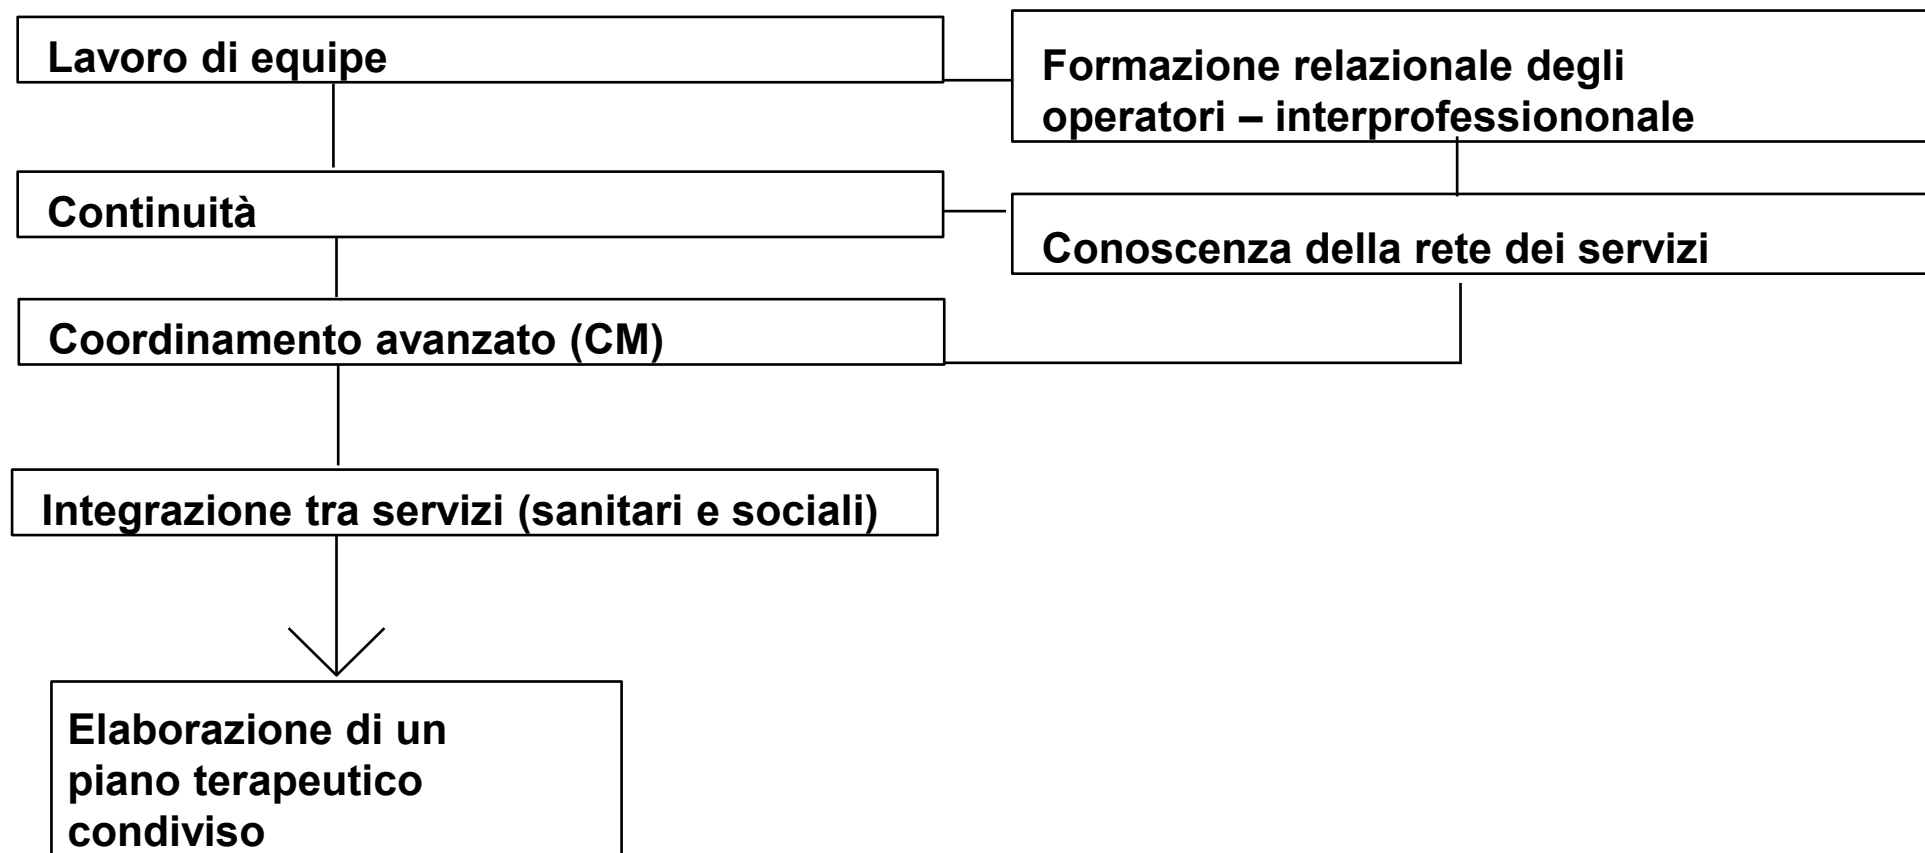 Lavoro di equipe
Formazione relazionale degli
operatori – interprofessiononale
Continuità
Conoscenza della rete dei servizi
Coordinamento avanzato (CM)
Integrazione tra servizi (sanitari e sociali)
Elaborazione di un
piano terapeutico
condiviso